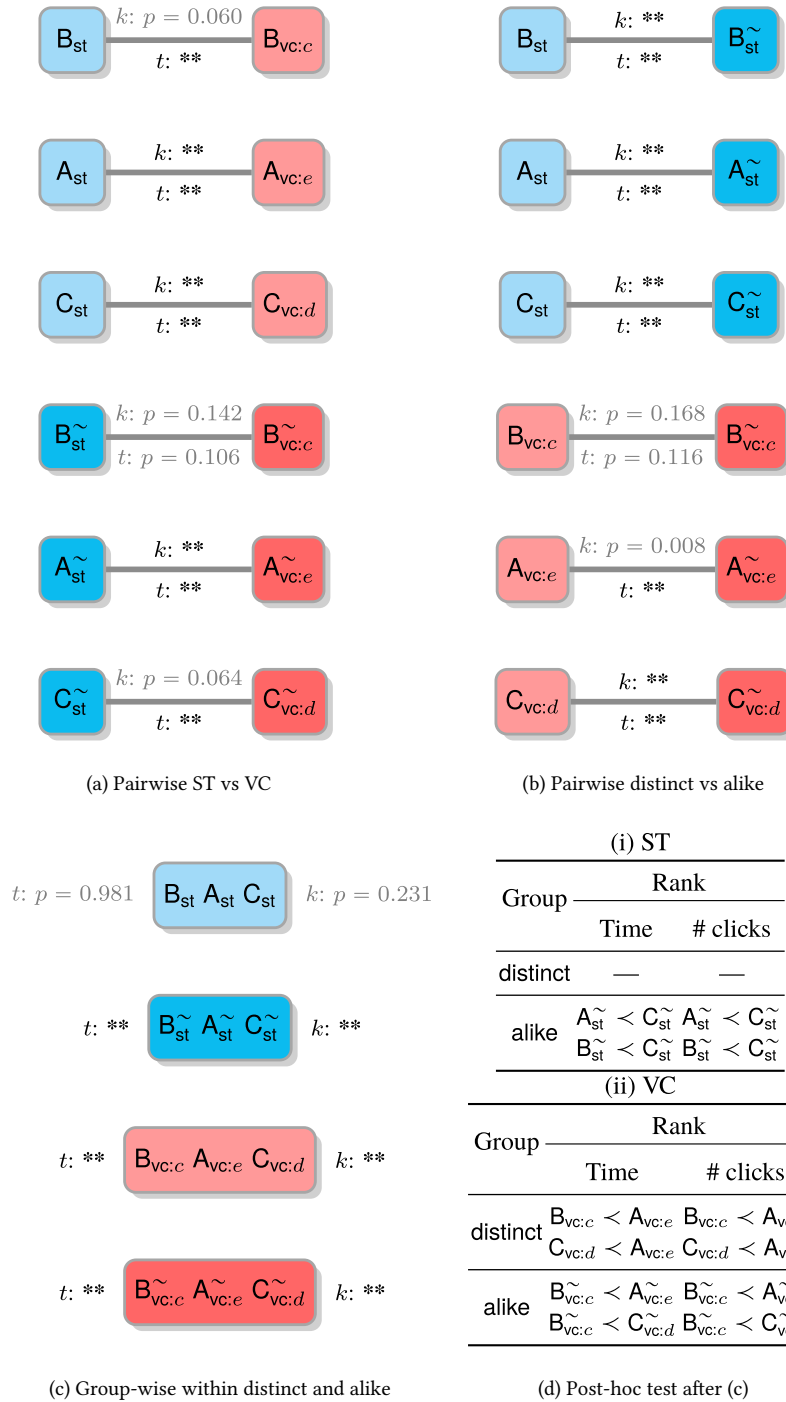 B_st k: p = 0.060 B_vc:c
t: **
A_st k: ** A_vc:e
t: **
C_st k: ** C_vc:d
t: **
B~_st k: p = 0.142 B~_vc:c
t: p = 0.106
A~_st k: ** A~_vc:e
t: **
C~_st k: p = 0.064 C~_vc:d
t: **
(a) Pairwise ST vs VC
B_st k: ** B~_st
t: **
A_st k: ** A~_st
t: **
C_st k: ** C~_st
t: **
B_vc:c k: p = 0.168 B~_vc:c
t: p = 0.116
A_vc:e k: p = 0.008 A~_vc:e
t: **
C_vc:d k: ** C~_vc:d
t: **
(b) Pairwise distinct vs alike
t: p = 0.981 B_st A_st C_st k: p = 0.231
t: ** B~_st A~_st C~_st k: **
t: ** B_vc:c A_vc:e C_vc:d k: **
t: ** B~_vc:c A~_vc:e C~_vc:d k: **
(c) Group-wise within distinct and alike
(i) ST
Group Rank
Time # clicks
distinct — —
alike A~_st ≺ C~_st A~_st ≺ C~_st
B~_st ≺ C~_st B~_st ≺ C~_st
(ii) VC
Group Rank
Time # clicks
distinct B_vc:c ≺ A_vc:e B_vc:c ≺ A_v
C_vc:d ≺ A_vc:e C_vc:d ≺ A_v
alike B~_vc:c ≺ A~_vc:e B~_vc:c ≺ A~_v
B~_vc:c ≺ C~_vc:d B~_vc:c ≺ C~_v
(d) Post-hoc test after (c)